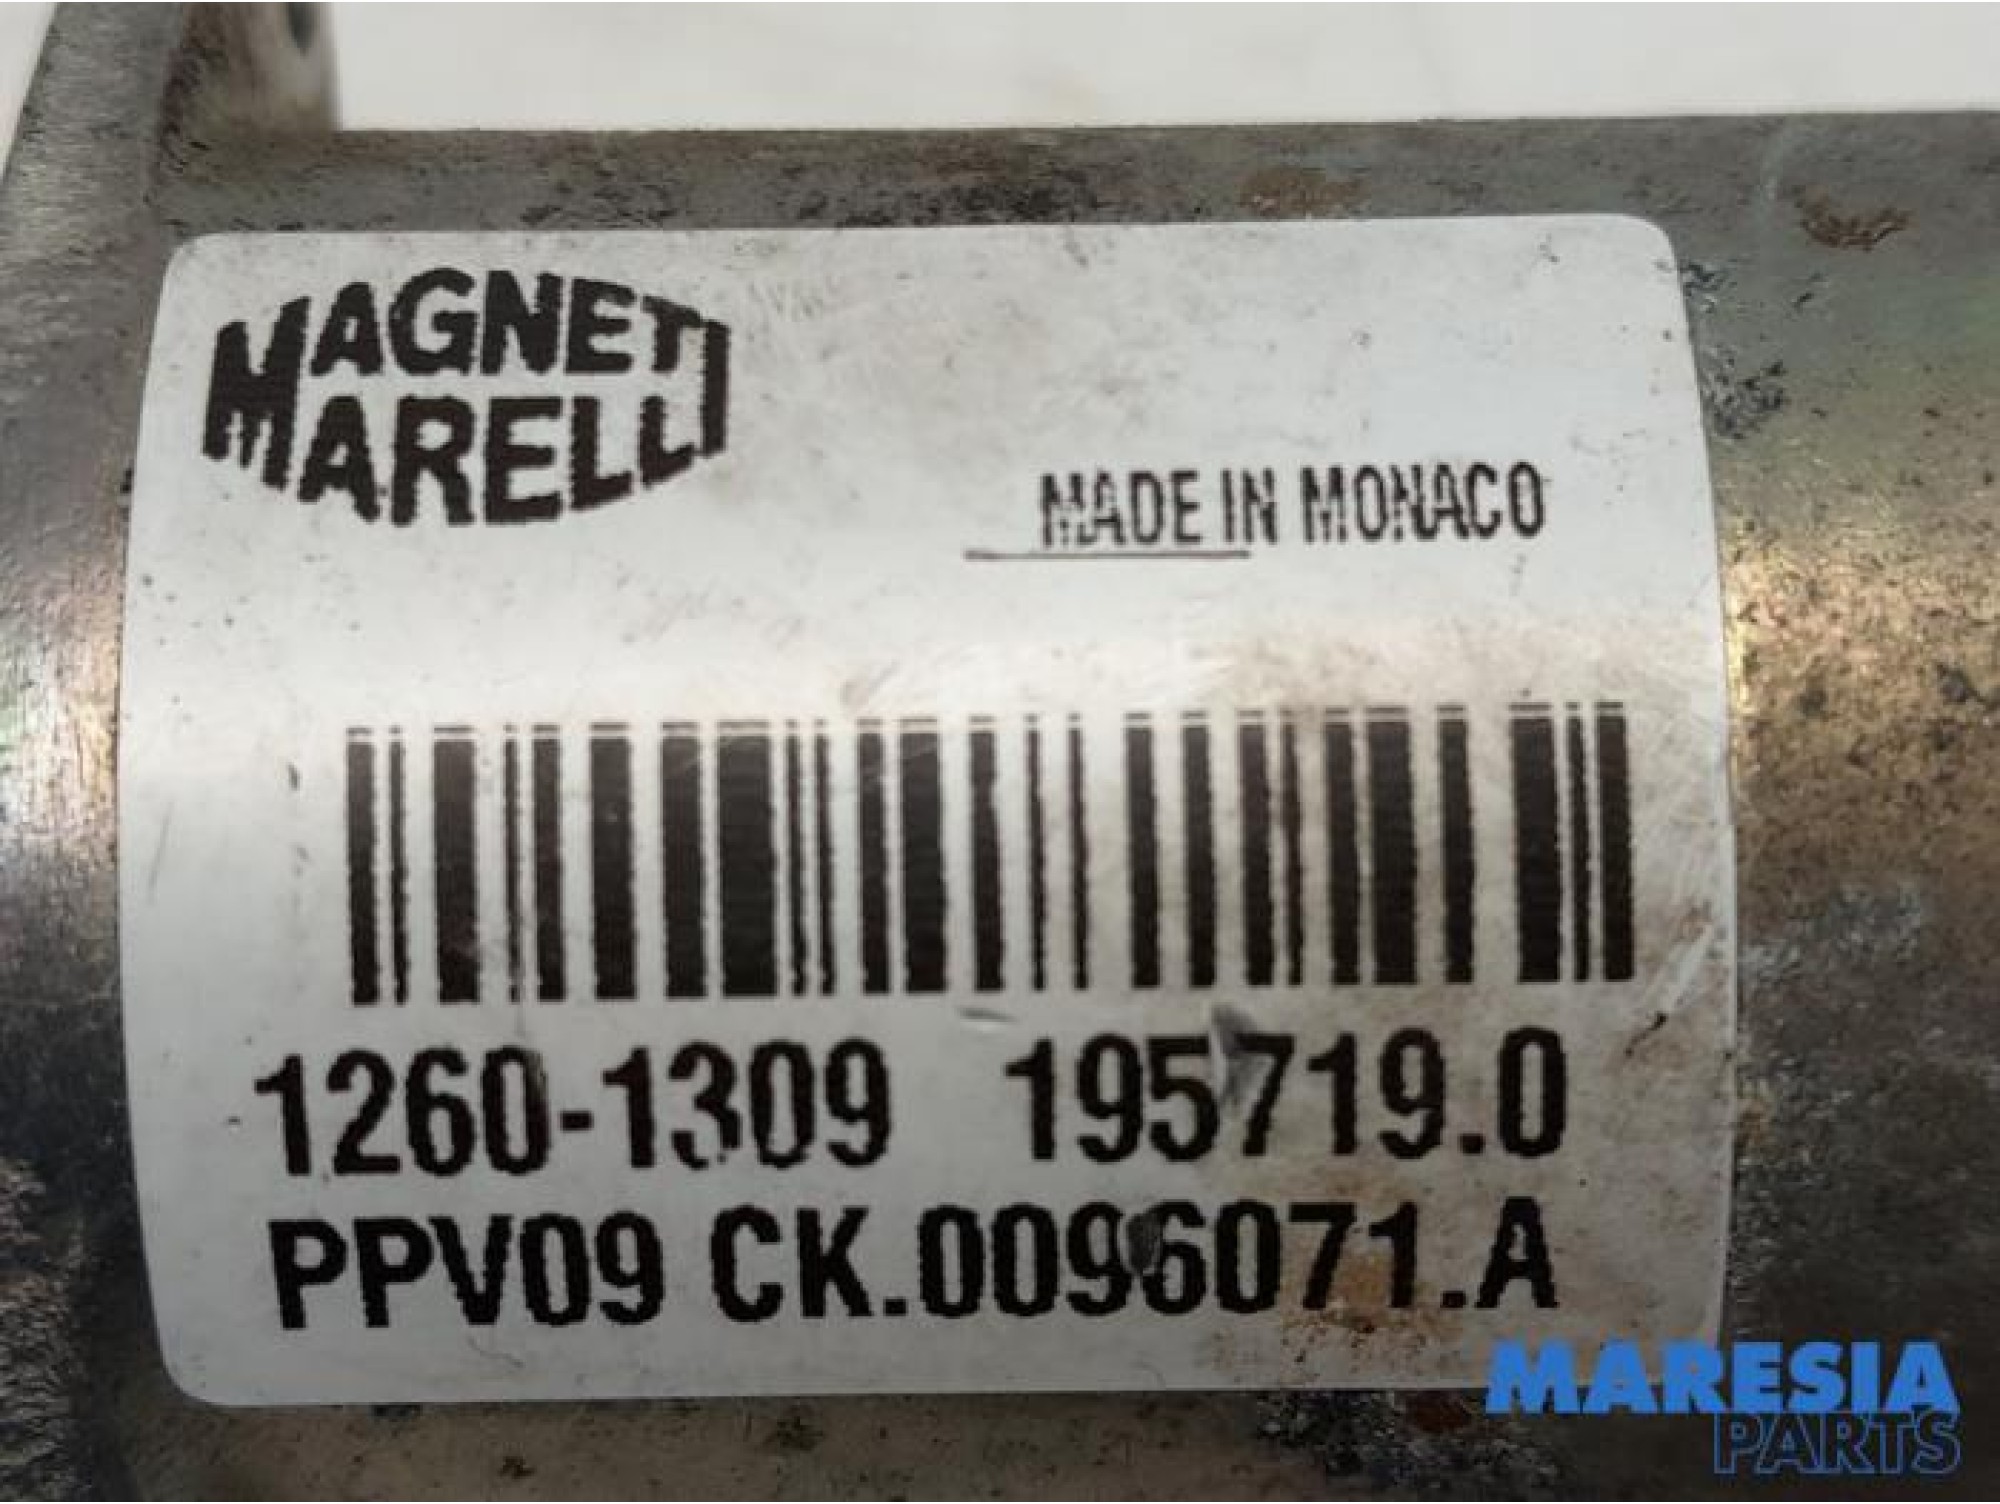 MAGNETI
MARELLI
MADE IN MONACO
1260-1309 195719.0
PPV09 CK.0096071.A
MARESIA
PARTS